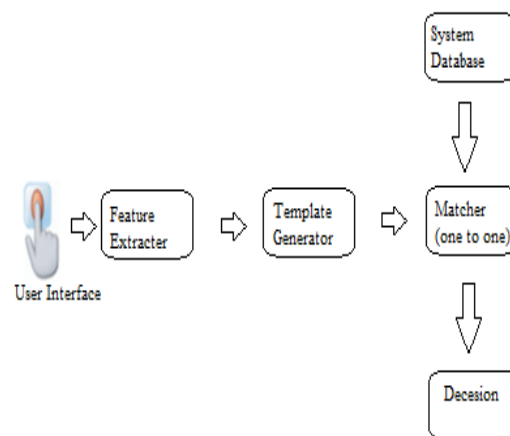 System
Database
Feature
Extracter
Template
Generator
Matcher
(one to one)
User Interface
Decesion